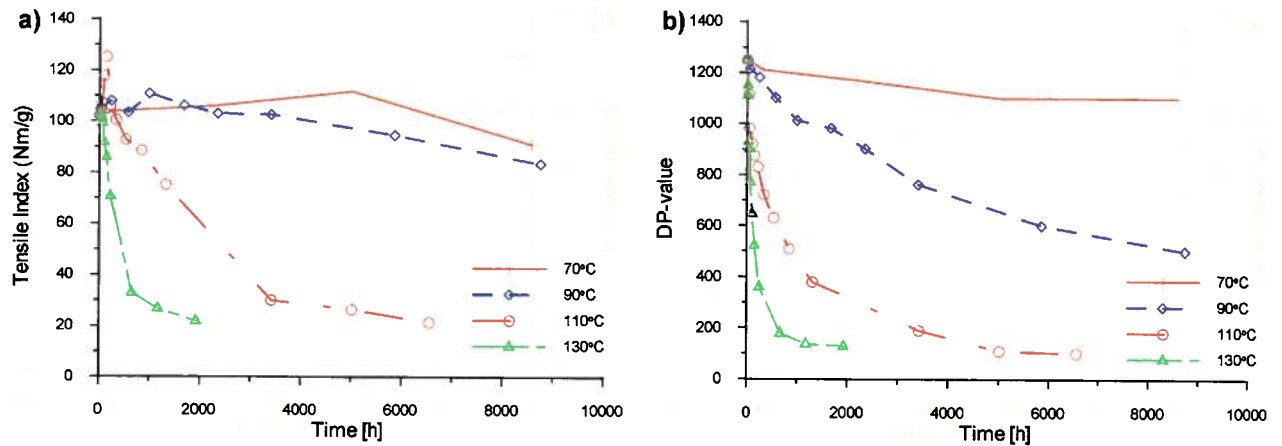 a)
140
120
100
80
60
40
20
0
Tensile Index (Nm/g)
0 2000 4000 6000 8000 10000
Time [h]
70°C
90°C
110°C
130°C
b)
1400
1200
1000
800
600
400
200
0
DP-value
0 2000 4000 6000 8000 10000
Time [h]
70°C
90°C
110°C
130°C